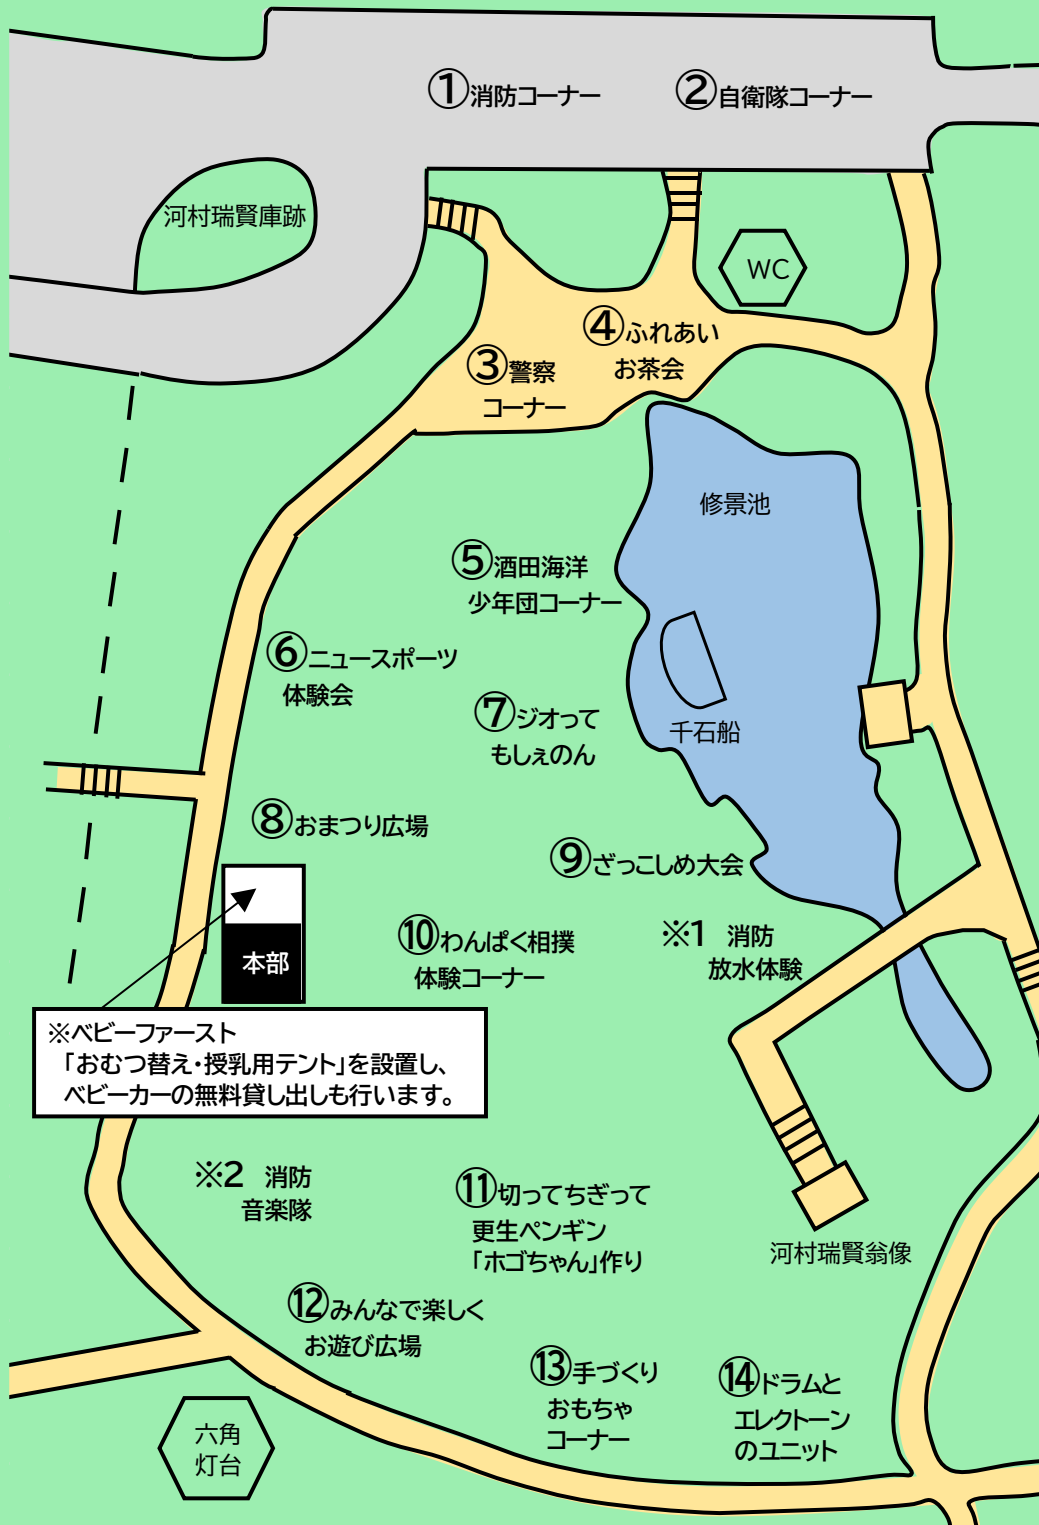 ①消防コーナー
②自衛隊コーナー
河村瑞賢庫跡
WC
④ふれあい
お茶会
③警察
コーナー
修景池
⑤酒田海洋
少年団コーナー
⑥ニュースポーツ
体験会
⑦ジオって
もしぇのん
千石船
⑧おまつり広場
⑨ざっこしめ大会
本部
⑩わんぱく相撲
体験コーナー
※1 消防
放水体験
※ベビーファースト
「おむつ替え・授乳用テント」を設置し、
ベビーカーの無料貸し出しも行います。
※2 消防
音楽隊
⑪切ってちぎって
更生ペンギン
「ホゴちゃん」作り
河村瑞賢翁像
⑫みんなで楽しく
お遊び広場
⑬手づくり
おもちゃ
コーナー
⑭ドラムと
エレクトーン
のユニット
六角
灯台